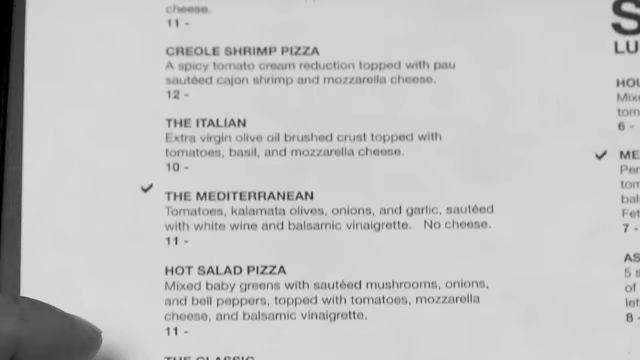 cheese.
11 -
CREOLE SHRIMP PIZZA
A spicy tomato cream reduction topped with pau
sautéed cajon shrimp and mozzarella cheese.
12 -
THE ITALIAN
Extra virgin olive oil brushed crust topped with
tomatoes, basil, and mozzarella cheese.
10 -
THE MEDITERRANEAN
Tomatoes, kalamata olives, onions, and garlic, sautéed
with white wine and balsamic vinaigrette. No cheese.
11 -
HOT SALAD PIZZA
Mixed baby greens with sautéed mushrooms, onions,
and bell peppers, topped with tomatoes, mozzarella
cheese, and balsamic vinaigrette.
11 -
THE CLASSIC
S
LU
HOU
Mixe
tom
6 -
ME
Per
tom
bal
Fet
7 -
AS
5 s
of
let
8 -